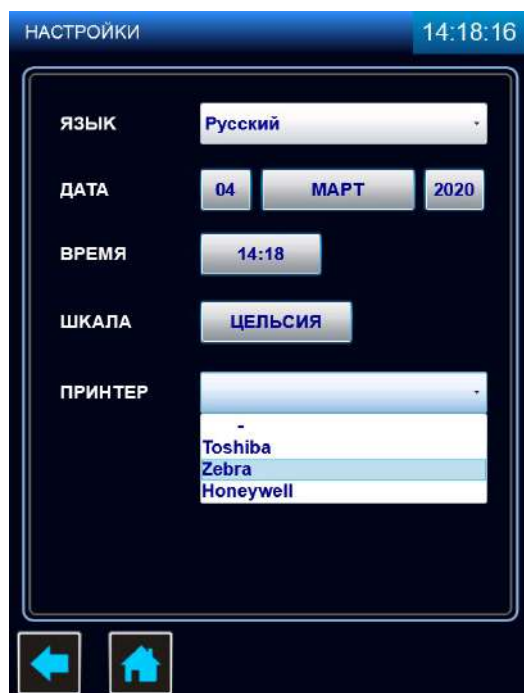 НАСТРОЙКИ 14:18:16
ЯЗЫК Русский
ДАТА 04 МАРТ 2020
ВРЕМЯ 14:18
ШКАЛА ЦЕЛЬСИЯ
ПРИНТЕР
-
Toshiba
Zebra
Honeywell